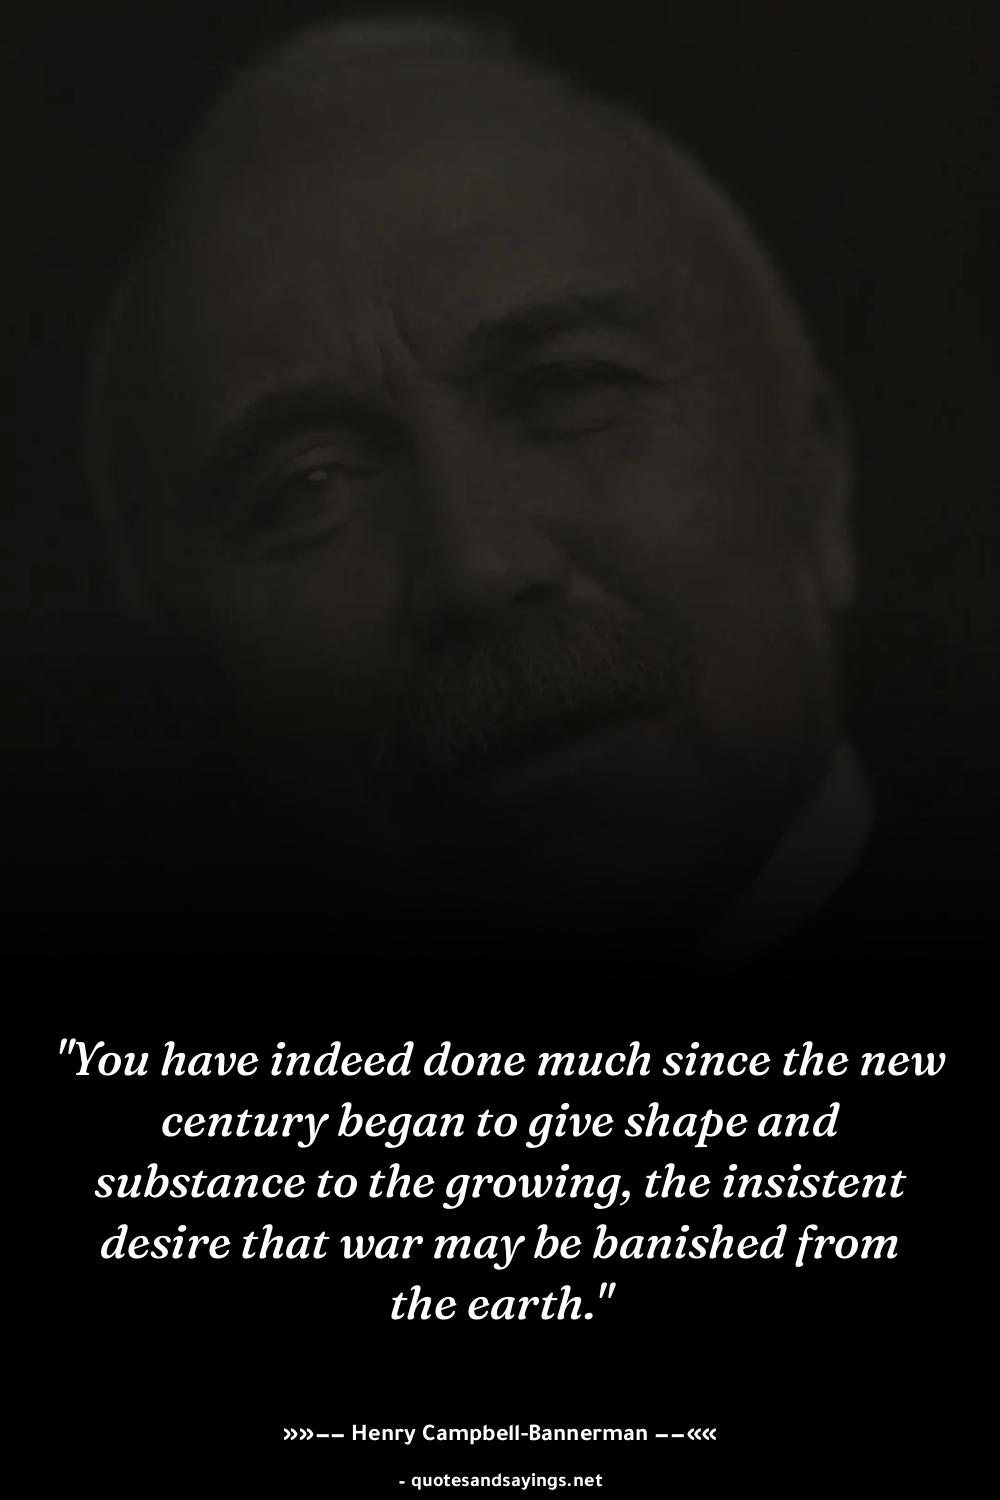 "You have indeed done much since the new
century began to give shape and
substance to the growing, the insistent
desire that war may be banished from
the earth."
»»−− Henry Campbell-Bannerman −−««
- quotesandsayings.net